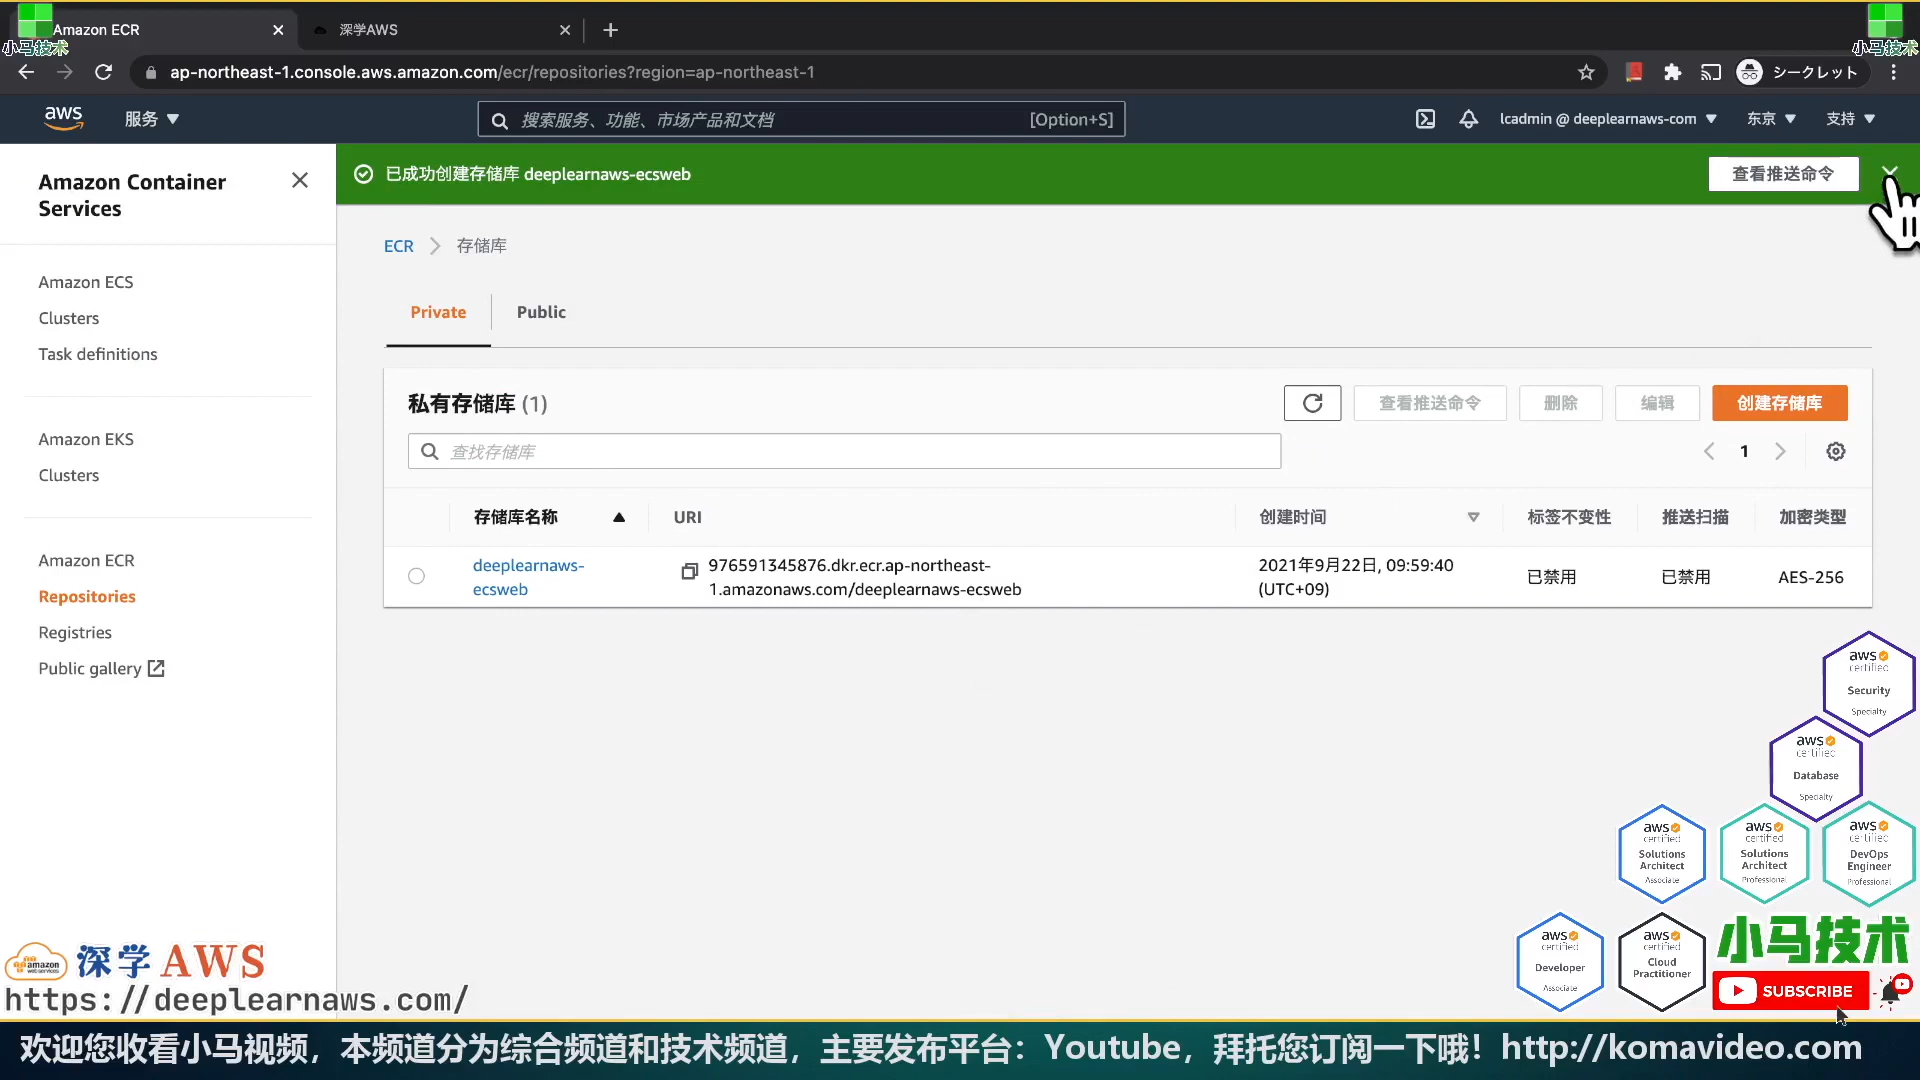 Amazon ECR
深学AWS
小马技术
小马技术
ap-northeast-1.console.aws.amazon.com/ecr/repositories?region=ap-northeast-1
シークレット
aws
服务
搜索服务、功能、市场产品和文档
[Option+S]
lcadmin @ deeplearnaws-com
东京
支持
Amazon Container
Services
已成功创建存储库 deeplearnaws-ecsweb
查看推送命令
ECR
存储库
Amazon ECS
Clusters
Task definitions
Amazon EKS
Clusters
Amazon ECR
Repositories
Registries
Public gallery
Private
Public
私有存储库 (1)
查看推送命令
删除
编辑
创建存储库
查找存储库
1
存储库名称
URI
创建时间
标签不变性
推送扫描
加密类型
deeplearnaws-
ecsweb
976591345876.dkr.ecr.ap-northeast-
1.amazonaws.com/deeplearnaws-ecsweb
2021年9月22日, 09:59:40
(UTC+09)
已禁用
已禁用
AES-256
aws
certified
Security
Specialty
aws
certified
Database
Specialty
aws
certified
Solutions
Architect
Associate
aws
certified
Solutions
Architect
Professional
aws
certified
DevOps
Engineer
Professional
aws
certified
Developer
Associate
aws
certified
Cloud
Practitioner
小马技术
SUBSCRIBE
amazon
web services
深学 AWS
https://deeplearnaws.com/
欢迎您收看小马视频，本频道分为综合频道和技术频道，主要发布平台：Youtube，拜托您订阅一下哦！http://komavideo.com